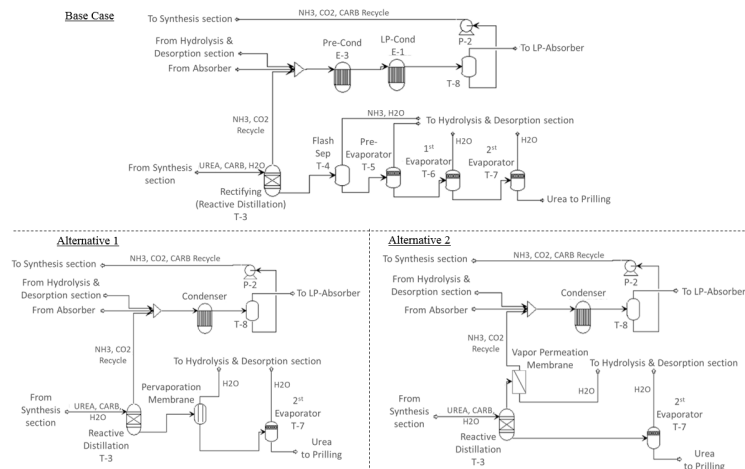 Base Case
To Synthesis section
NH3, CO2, CARB Recycle
P-2
From Hydrolysis &
Desorption section
From Absorber
Pre-Cond
E-3
LP-Cond
E-1
To LP-Absorber
T-8
NH3, CO2
Recycle
NH3, H2O
To Hydrolysis & Desorption section
From Synthesis
section
UREA, CARB, H2O
Rectifying
(Reactive Distillation)
T-3
Flash
Sep
T-4
Pre-
Evaporator
T-5
1st
Evaporator
T-6
H2O
2st
Evaporator
T-7
H2O
Urea to Prilling
Alternative 1
To Synthesis section
NH3, CO2, CARB Recycle
P-2
From Hydrolysis &
Desorption section
From Absorber
Condenser
To LP-Absorber
T-8
NH3, CO2
Recycle
To Hydrolysis & Desorption section
Pervaporation
Membrane
H2O
H2O
From
Synthesis
section
UREA, CARB,
H2O
Reactive
Distillation
T-3
2st
Evaporator
T-7
Urea
to Prilling
Alternative 2
To Synthesis section
NH3, CO2, CARB Recycle
P-2
From Hydrolysis &
Desorption section
From Absorber
Condenser
To LP-Absorber
T-8
NH3, CO2
Recycle
Vapor Permeation
Membrane
To Hydrolysis & Desorption section
H2O
H2O
From
Synthesis
section
UREA, CARB,
H2O
Reactive
Distillation
T-3
2st
Evaporator
T-7
Urea
to Prilling